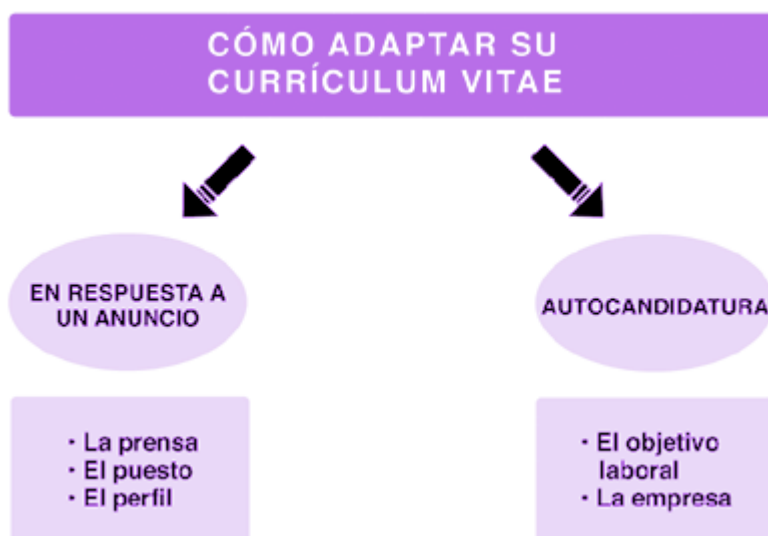 CÓMO ADAPTAR SU
CURRÍCULUM VITAE
EN RESPUESTA A
UN ANUNCIO
· La prensa
· El puesto
· El perfil
AUTOCANDIDATURA
· El objetivo
laboral
· La empresa